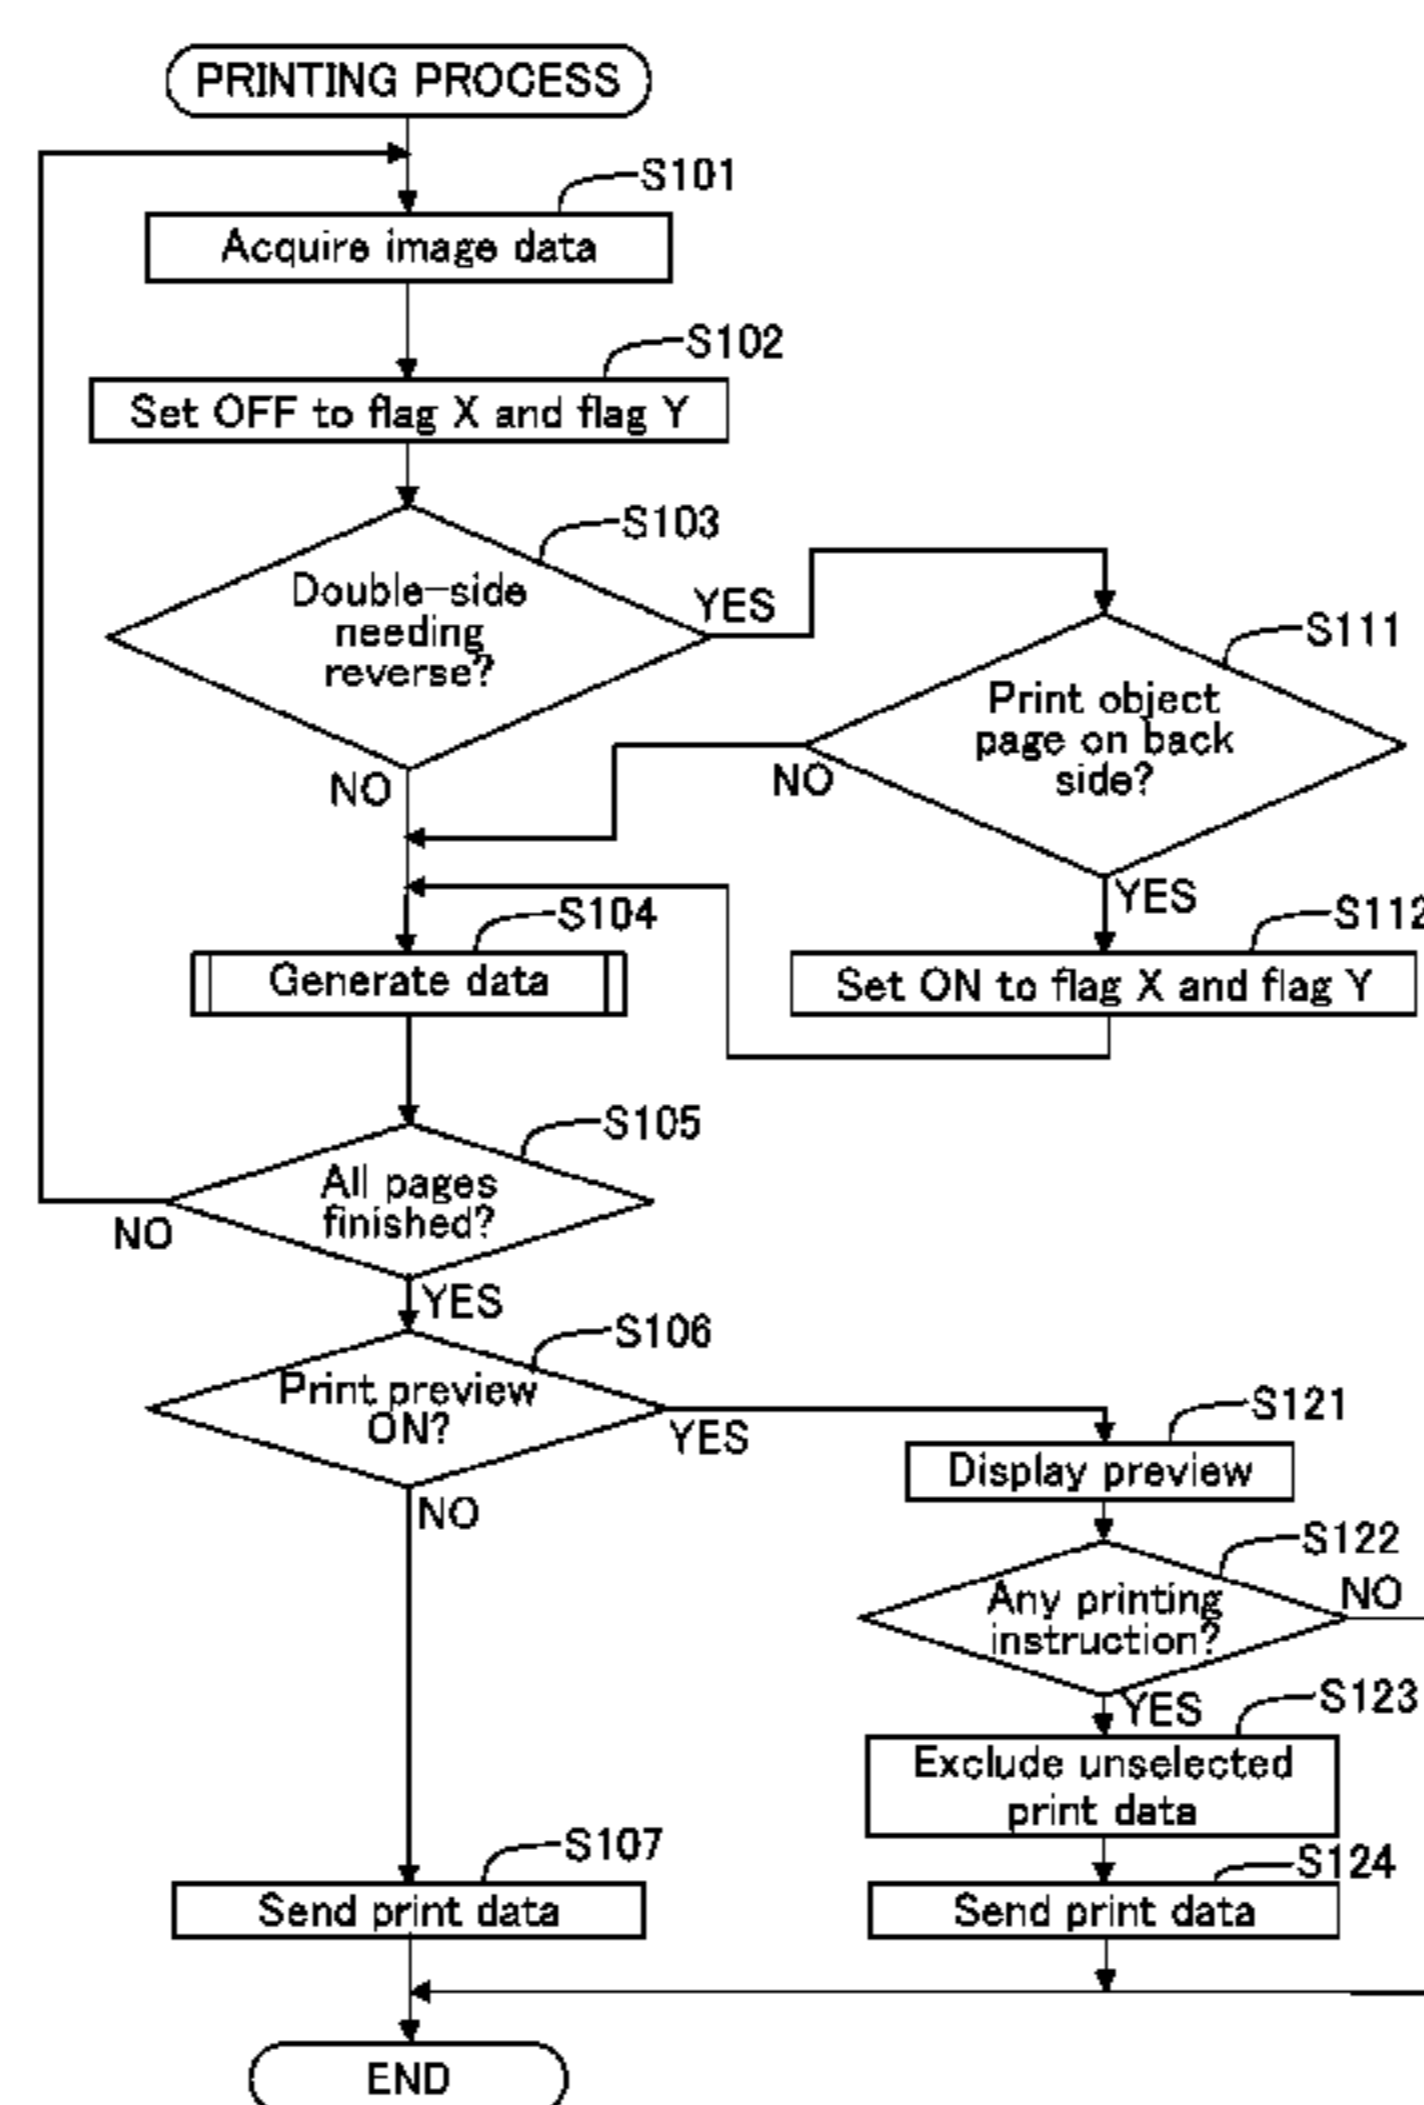 PRINTING PROCESS
S101
Acquire image data
S102
Set OFF to flag X and flag Y
S103
Double-side
needing
reverse?
YES
NO
S111
Print object
page on back
side?
NO
YES
S112
Set ON to flag X and flag Y
S104
Generate data
S105
All pages
finished?
NO
YES
S106
Print preview
ON?
YES
NO
S121
Display preview
S122
Any printing
instruction?
NO
YES
S123
Exclude unselected
print data
S124
Send print data
S107
Send print data
END